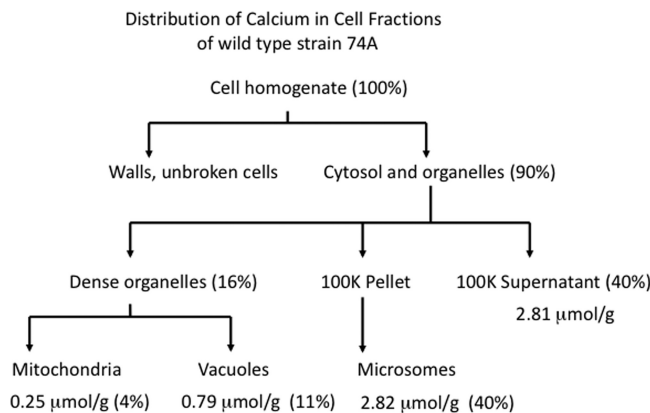 Distribution of Calcium in Cell Fractions
of wild type strain 74A
Cell homogenate (100%)
Walls, unbroken cells
Cytosol and organelles (90%)
Dense organelles (16%)
100K Pellet
100K Supernatant (40%)
2.81 μmol/g
Mitochondria
Vacuoles
Microsomes
0.25 μmol/g (4%)
0.79 μmol/g (11%)
2.82 μmol/g (40%)